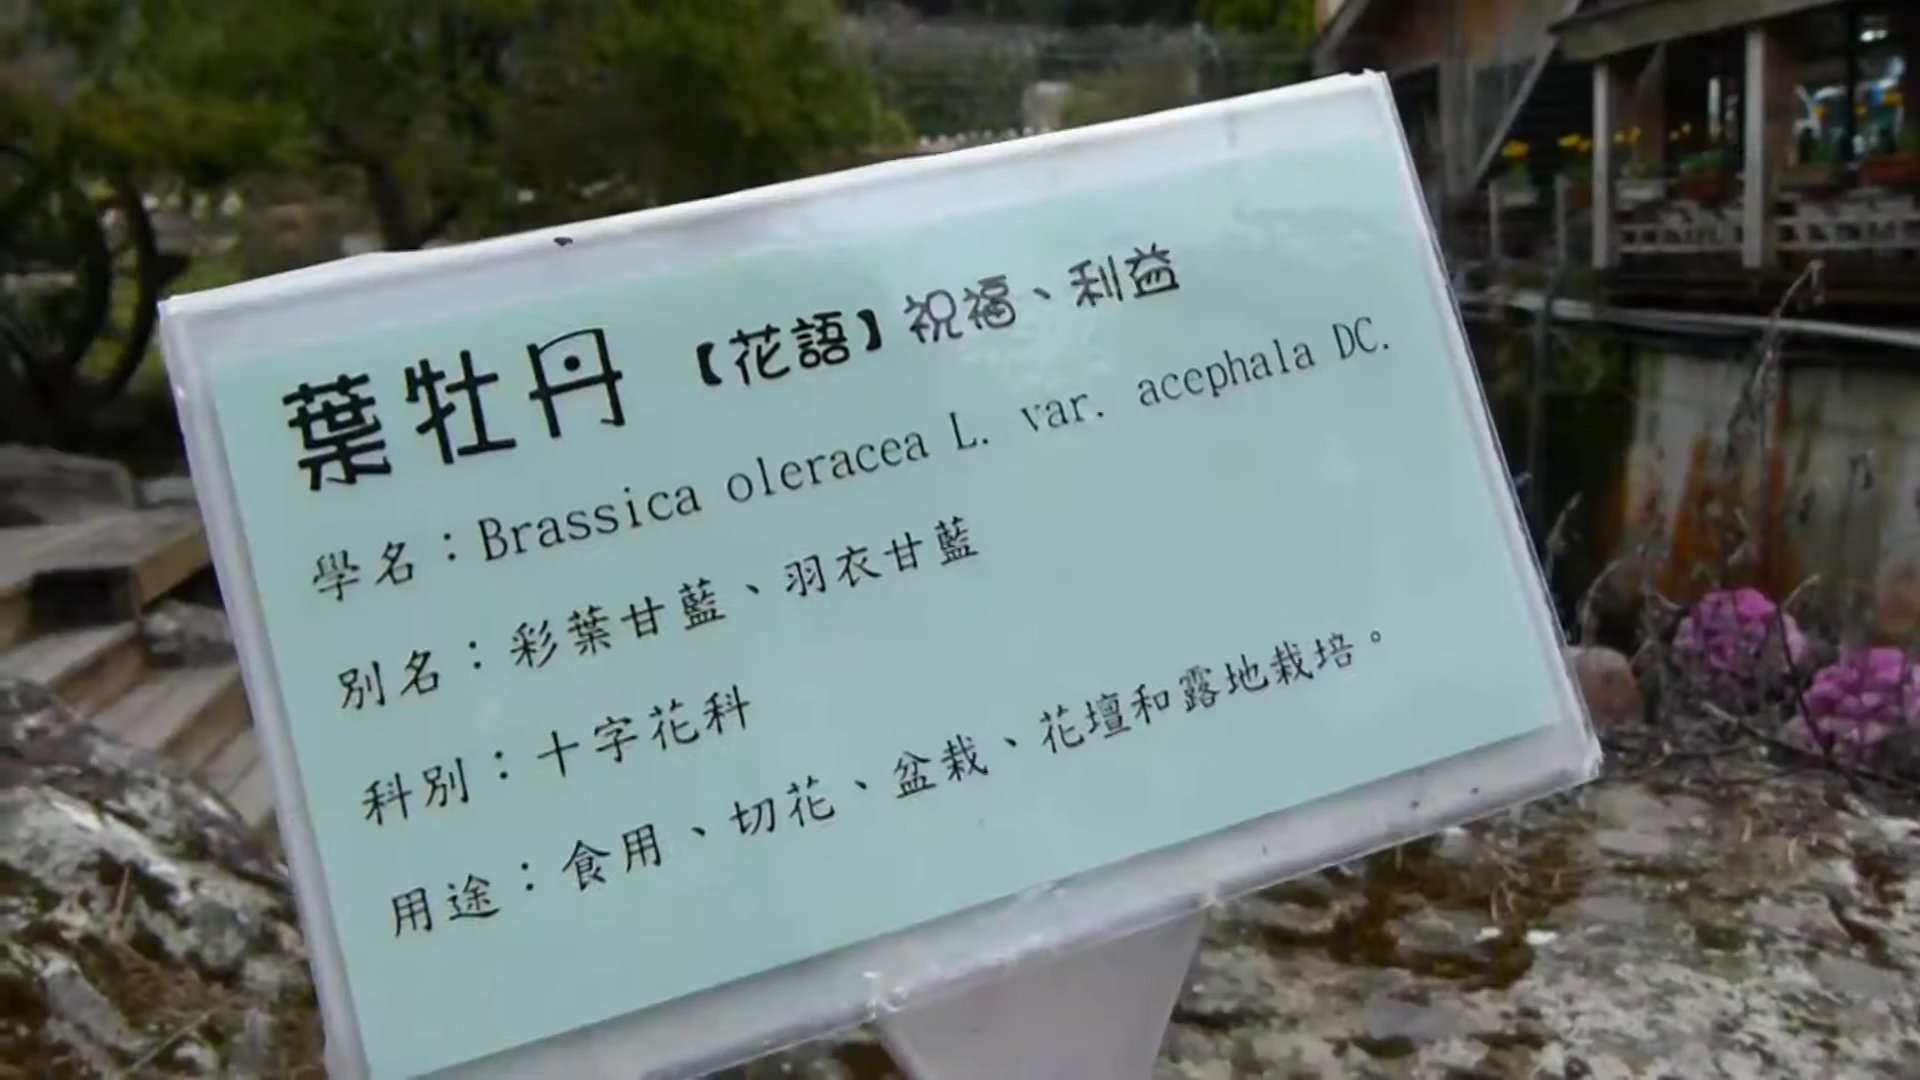 葉牡丹 【花語】祝福、利益
學名：Brassica oleracea L. var. acephala DC.
別名：彩葉甘藍、羽衣甘藍
科別：十字花科
用途：食用、切花、盆栽、花壇和露地栽培。